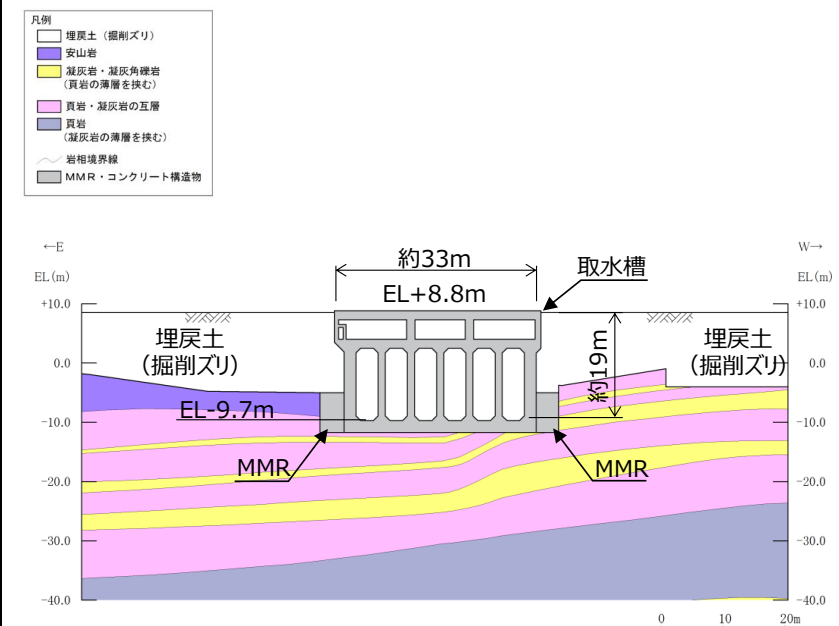 凡例
埋戻土（掘削ズリ）
安山岩
凝灰岩・凝灰角礫岩
(頁岩の薄層を挟む)
頁岩・凝灰岩の互層
頁岩
(凝灰岩の薄層を挟む)
岩相境界線
MMR・コンクリート構造物
←E
W→
EL(m)
EL(m)
約33m
取水槽
EL+8.8m
+10.0
+10.0
埋戻土
(掘削ズリ)
埋戻土
(掘削ズリ)
約19m
0.0
0.0
-10.0
EL-9.7m
-10.0
MMR
MMR
-20.0
-20.0
-30.0
-30.0
-40.0
-40.0
0 10 20m